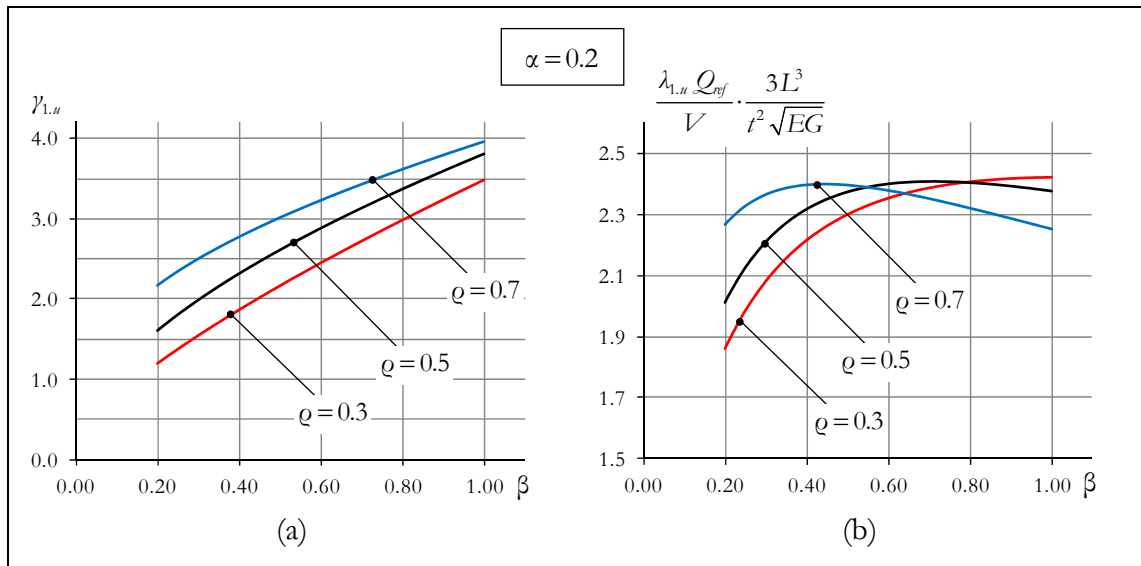 α = 0.2
γ₁.ᵤ
4.0
3.0
2.0
1.0
0.0
0.00 0.20 0.40 0.60 0.80 1.00 β
ϱ = 0.7
ϱ = 0.5
ϱ = 0.3
(a)
λ₁.ᵤ Q_ref / V · 3L³ / t² √EG
2.5
2.3
2.1
1.9
1.7
1.5
0.00 0.20 0.40 0.60 0.80 1.00 β
ϱ = 0.7
ϱ = 0.5
ϱ = 0.3
(b)